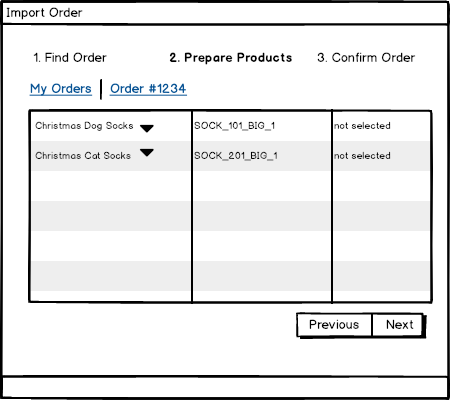 Import Order
1. Find Order 2. Prepare Products 3. Confirm Order
My Orders Order #1234
Christmas Dog Socks SOCK_101_BIG_1 not selected
Christmas Cat Socks SOCK_201_BIG_1 not selected
Previous Next